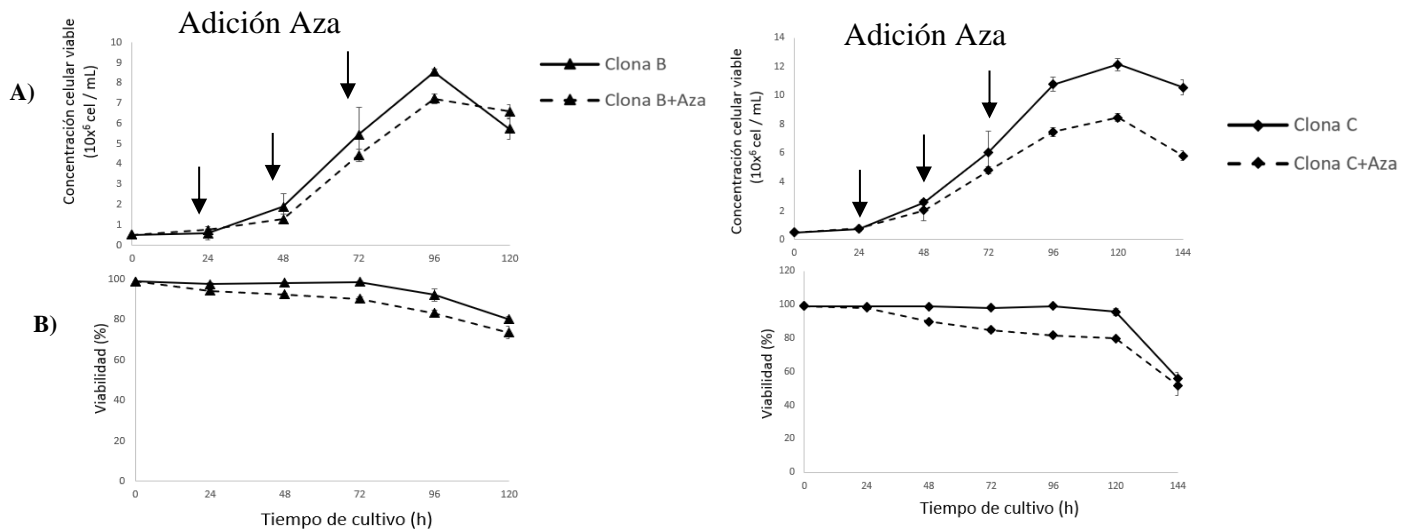 Adición Aza
A)
Concentración celular viable
(10x⁶ cel / mL)
10
9
8
7
6
5
4
3
2
1
0
0 24 48 72 96 120
Clona B
Clona B+Aza
Adición Aza
Concentración celular viable
(10x⁶ cel / mL)
14
12
10
8
6
4
2
0
0 24 48 72 96 120 144
Clona C
Clona C+Aza
B)
Viabilidad (%)
100
80
60
40
20
0
0 24 48 72 96 120
Tiempo de cultivo (h)
Viabilidad (%)
120
100
80
60
40
20
0
0 24 48 72 96 120 144
Tiempo de cultivo (h)